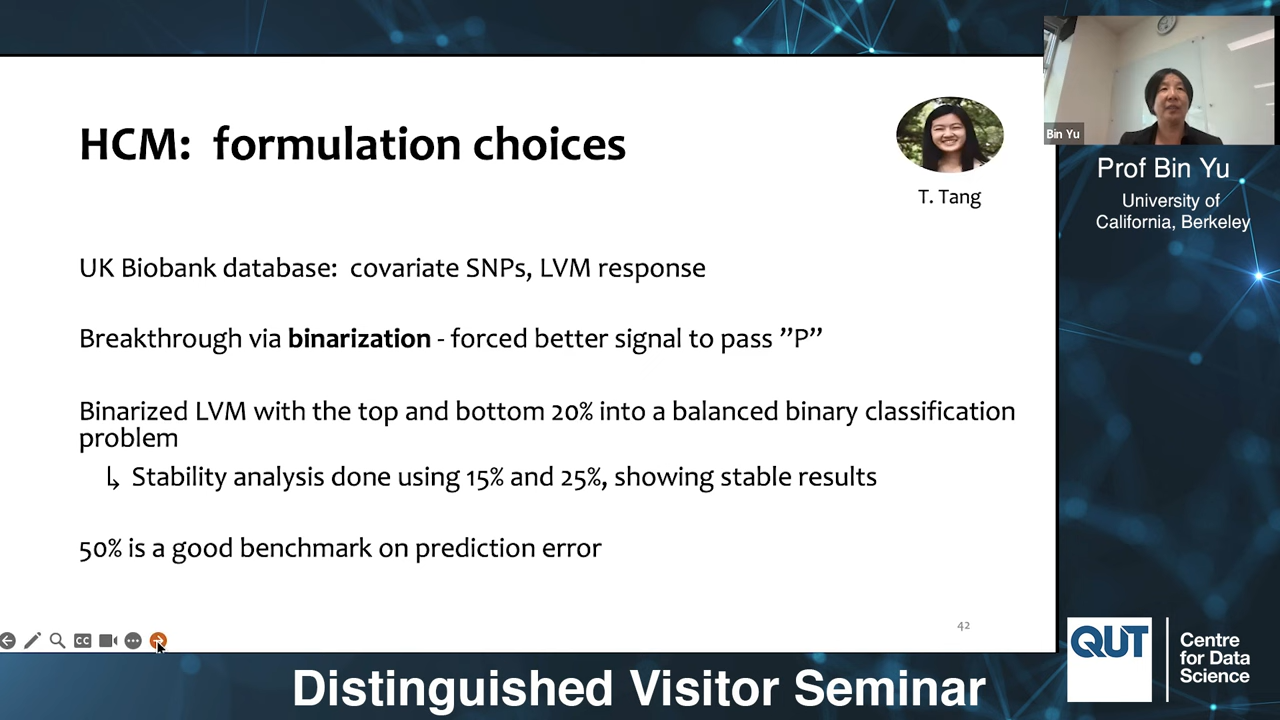 HCM: formulation choices
T. Tang
UK Biobank database: covariate SNPs, LVM response
Breakthrough via binarization - forced better signal to pass ”P”
Binarized LVM with the top and bottom 20% into a balanced binary classification
problem
↳ Stability analysis done using 15% and 25%, showing stable results
50% is a good benchmark on prediction error
42
CC
Bin Yu
Prof Bin Yu
University of
California, Berkeley
QUT
Centre
for Data
Science
Distinguished Visitor Seminar